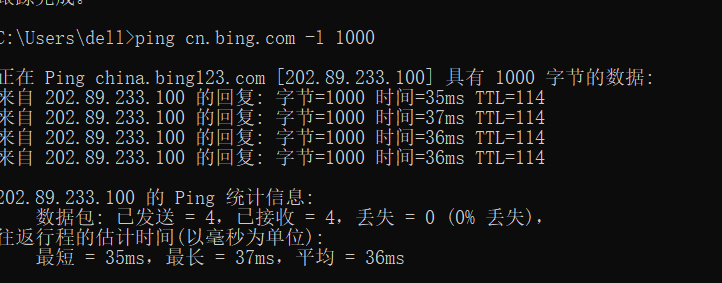 跟踪完成。
C:\Users\dell>ping cn.bing.com -l 1000
正在 Ping china.bing123.com [202.89.233.100] 具有 1000 字节的数据:
来自 202.89.233.100 的回复: 字节=1000 时间=35ms TTL=114
来自 202.89.233.100 的回复: 字节=1000 时间=37ms TTL=114
来自 202.89.233.100 的回复: 字节=1000 时间=36ms TTL=114
来自 202.89.233.100 的回复: 字节=1000 时间=36ms TTL=114
202.89.233.100 的 Ping 统计信息:
数据包: 已发送 = 4，已接收 = 4，丢失 = 0 (0% 丢失)，
往返行程的估计时间(以毫秒为单位):
最短 = 35ms，最长 = 37ms，平均 = 36ms